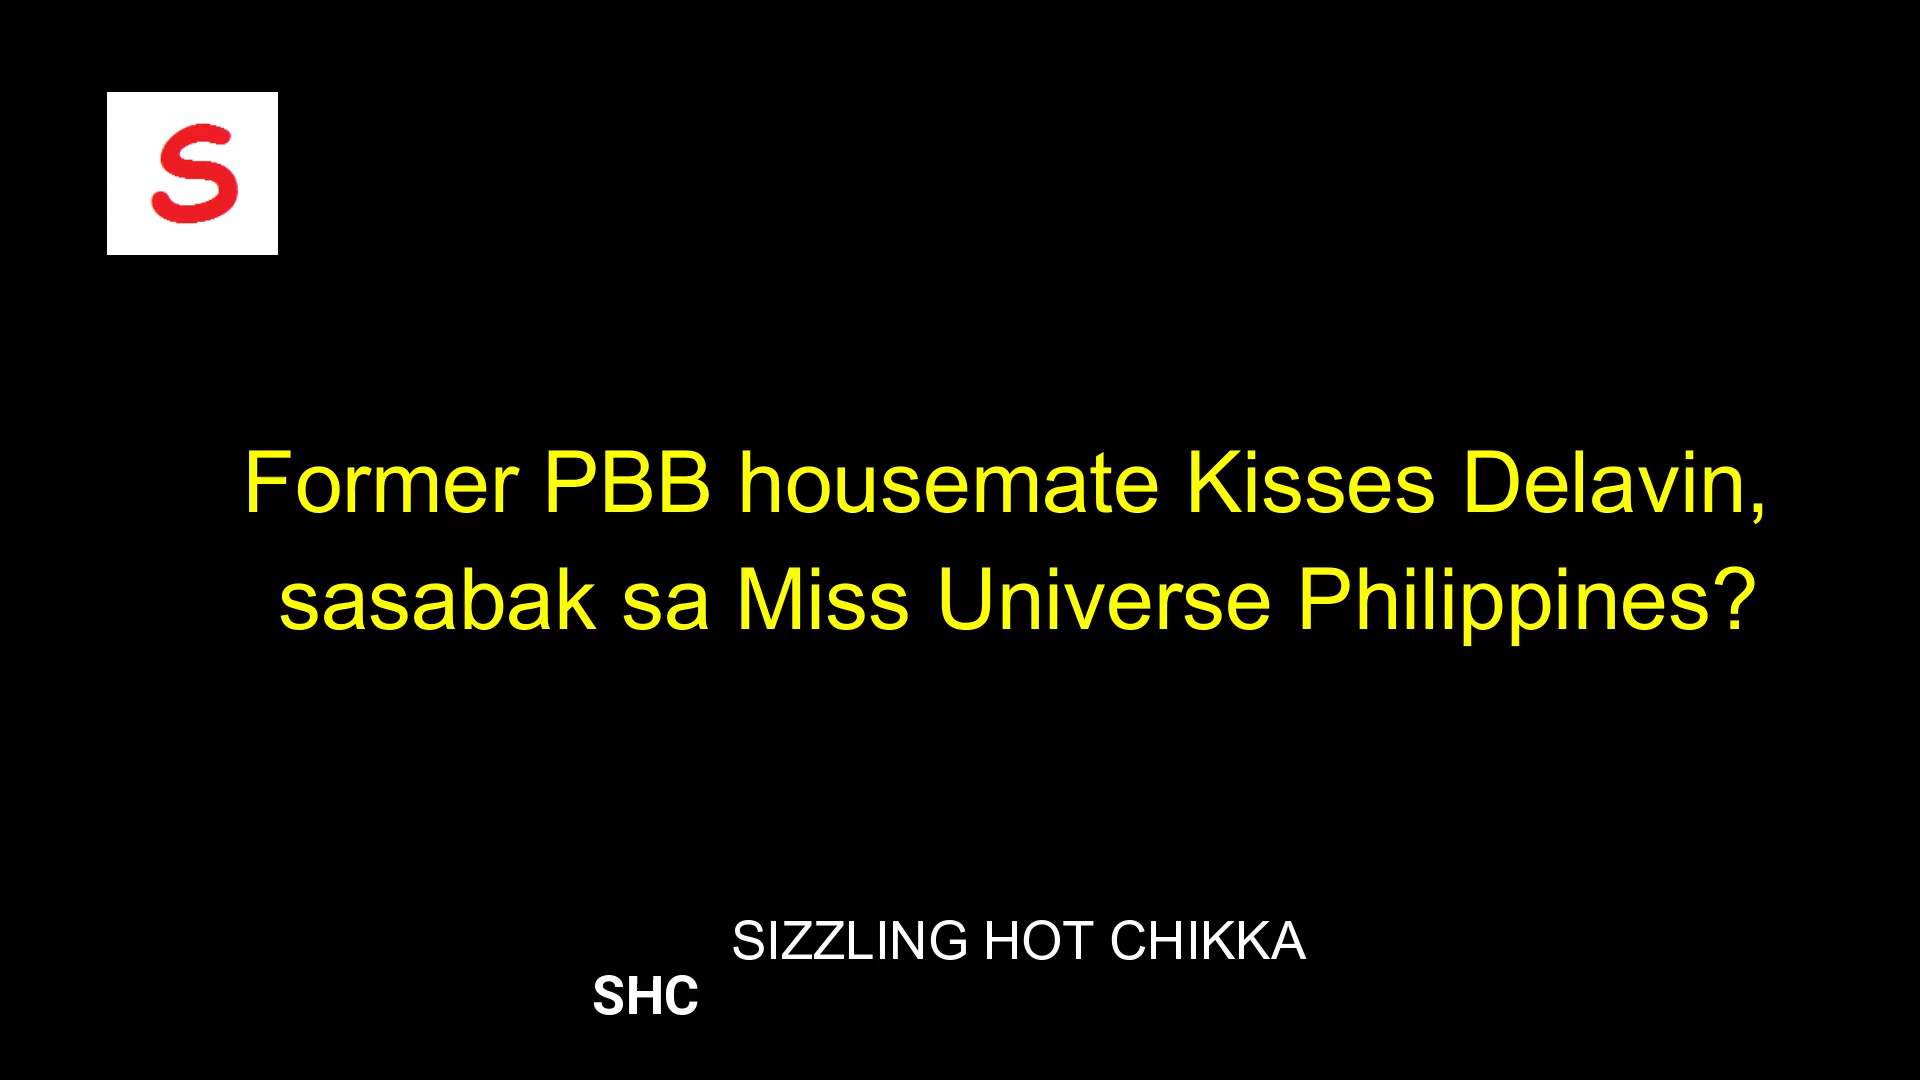 S
Former PBB housemate Kisses Delavin,
sasabak sa Miss Universe Philippines?
SIZZLING HOT CHIKKA
SHC